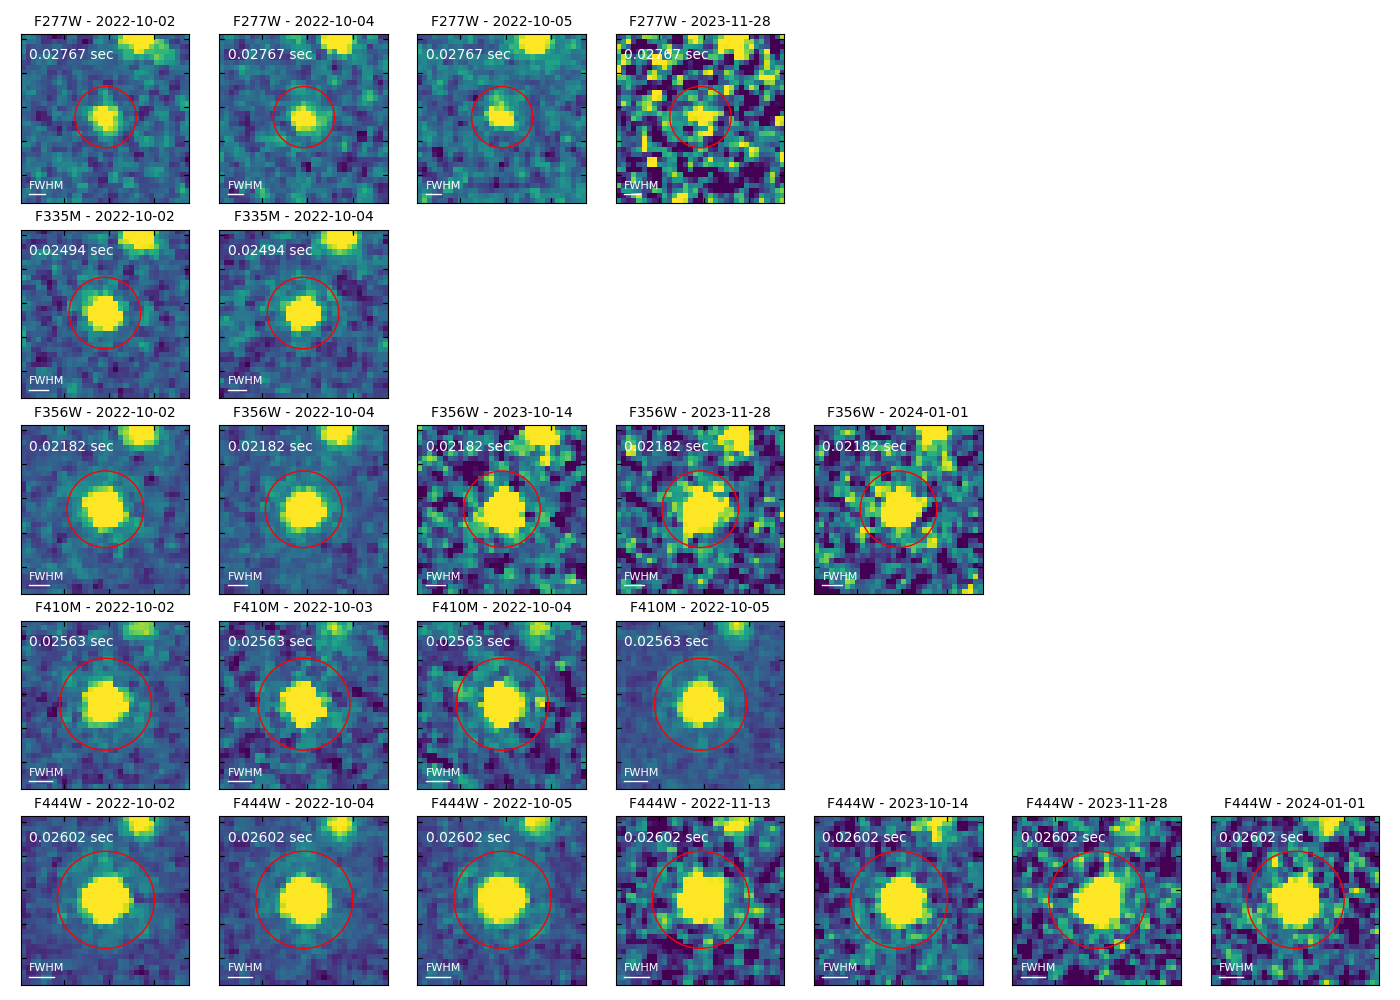 F277W - 2022-10-02 F277W - 2022-10-04 F277W - 2022-10-05 F277W - 2023-11-28
0.02767 sec 0.02767 sec 0.02767 sec 0.02767 sec
FWHM FWHM FWHM FWHM
F335M - 2022-10-02 F335M - 2022-10-04
0.02494 sec 0.02494 sec
FWHM FWHM
F356W - 2022-10-02 F356W - 2022-10-04 F356W - 2023-10-14 F356W - 2023-11-28 F356W - 2024-01-01
0.02182 sec 0.02182 sec 0.02182 sec 0.02182 sec 0.02182 sec
FWHM FWHM FWHM FWHM FWHM
F410M - 2022-10-02 F410M - 2022-10-03 F410M - 2022-10-04 F410M - 2022-10-05
0.02563 sec 0.02563 sec 0.02563 sec 0.02563 sec
FWHM FWHM FWHM FWHM
F444W - 2022-10-02 F444W - 2022-10-04 F444W - 2022-10-05 F444W - 2022-11-13 F444W - 2023-10-14 F444W - 2023-11-28 F444W - 2024-01-01
0.02602 sec 0.02602 sec 0.02602 sec 0.02602 sec 0.02602 sec 0.02602 sec 0.02602 sec
FWHM FWHM FWHM FWHM FWHM FWHM FWHM